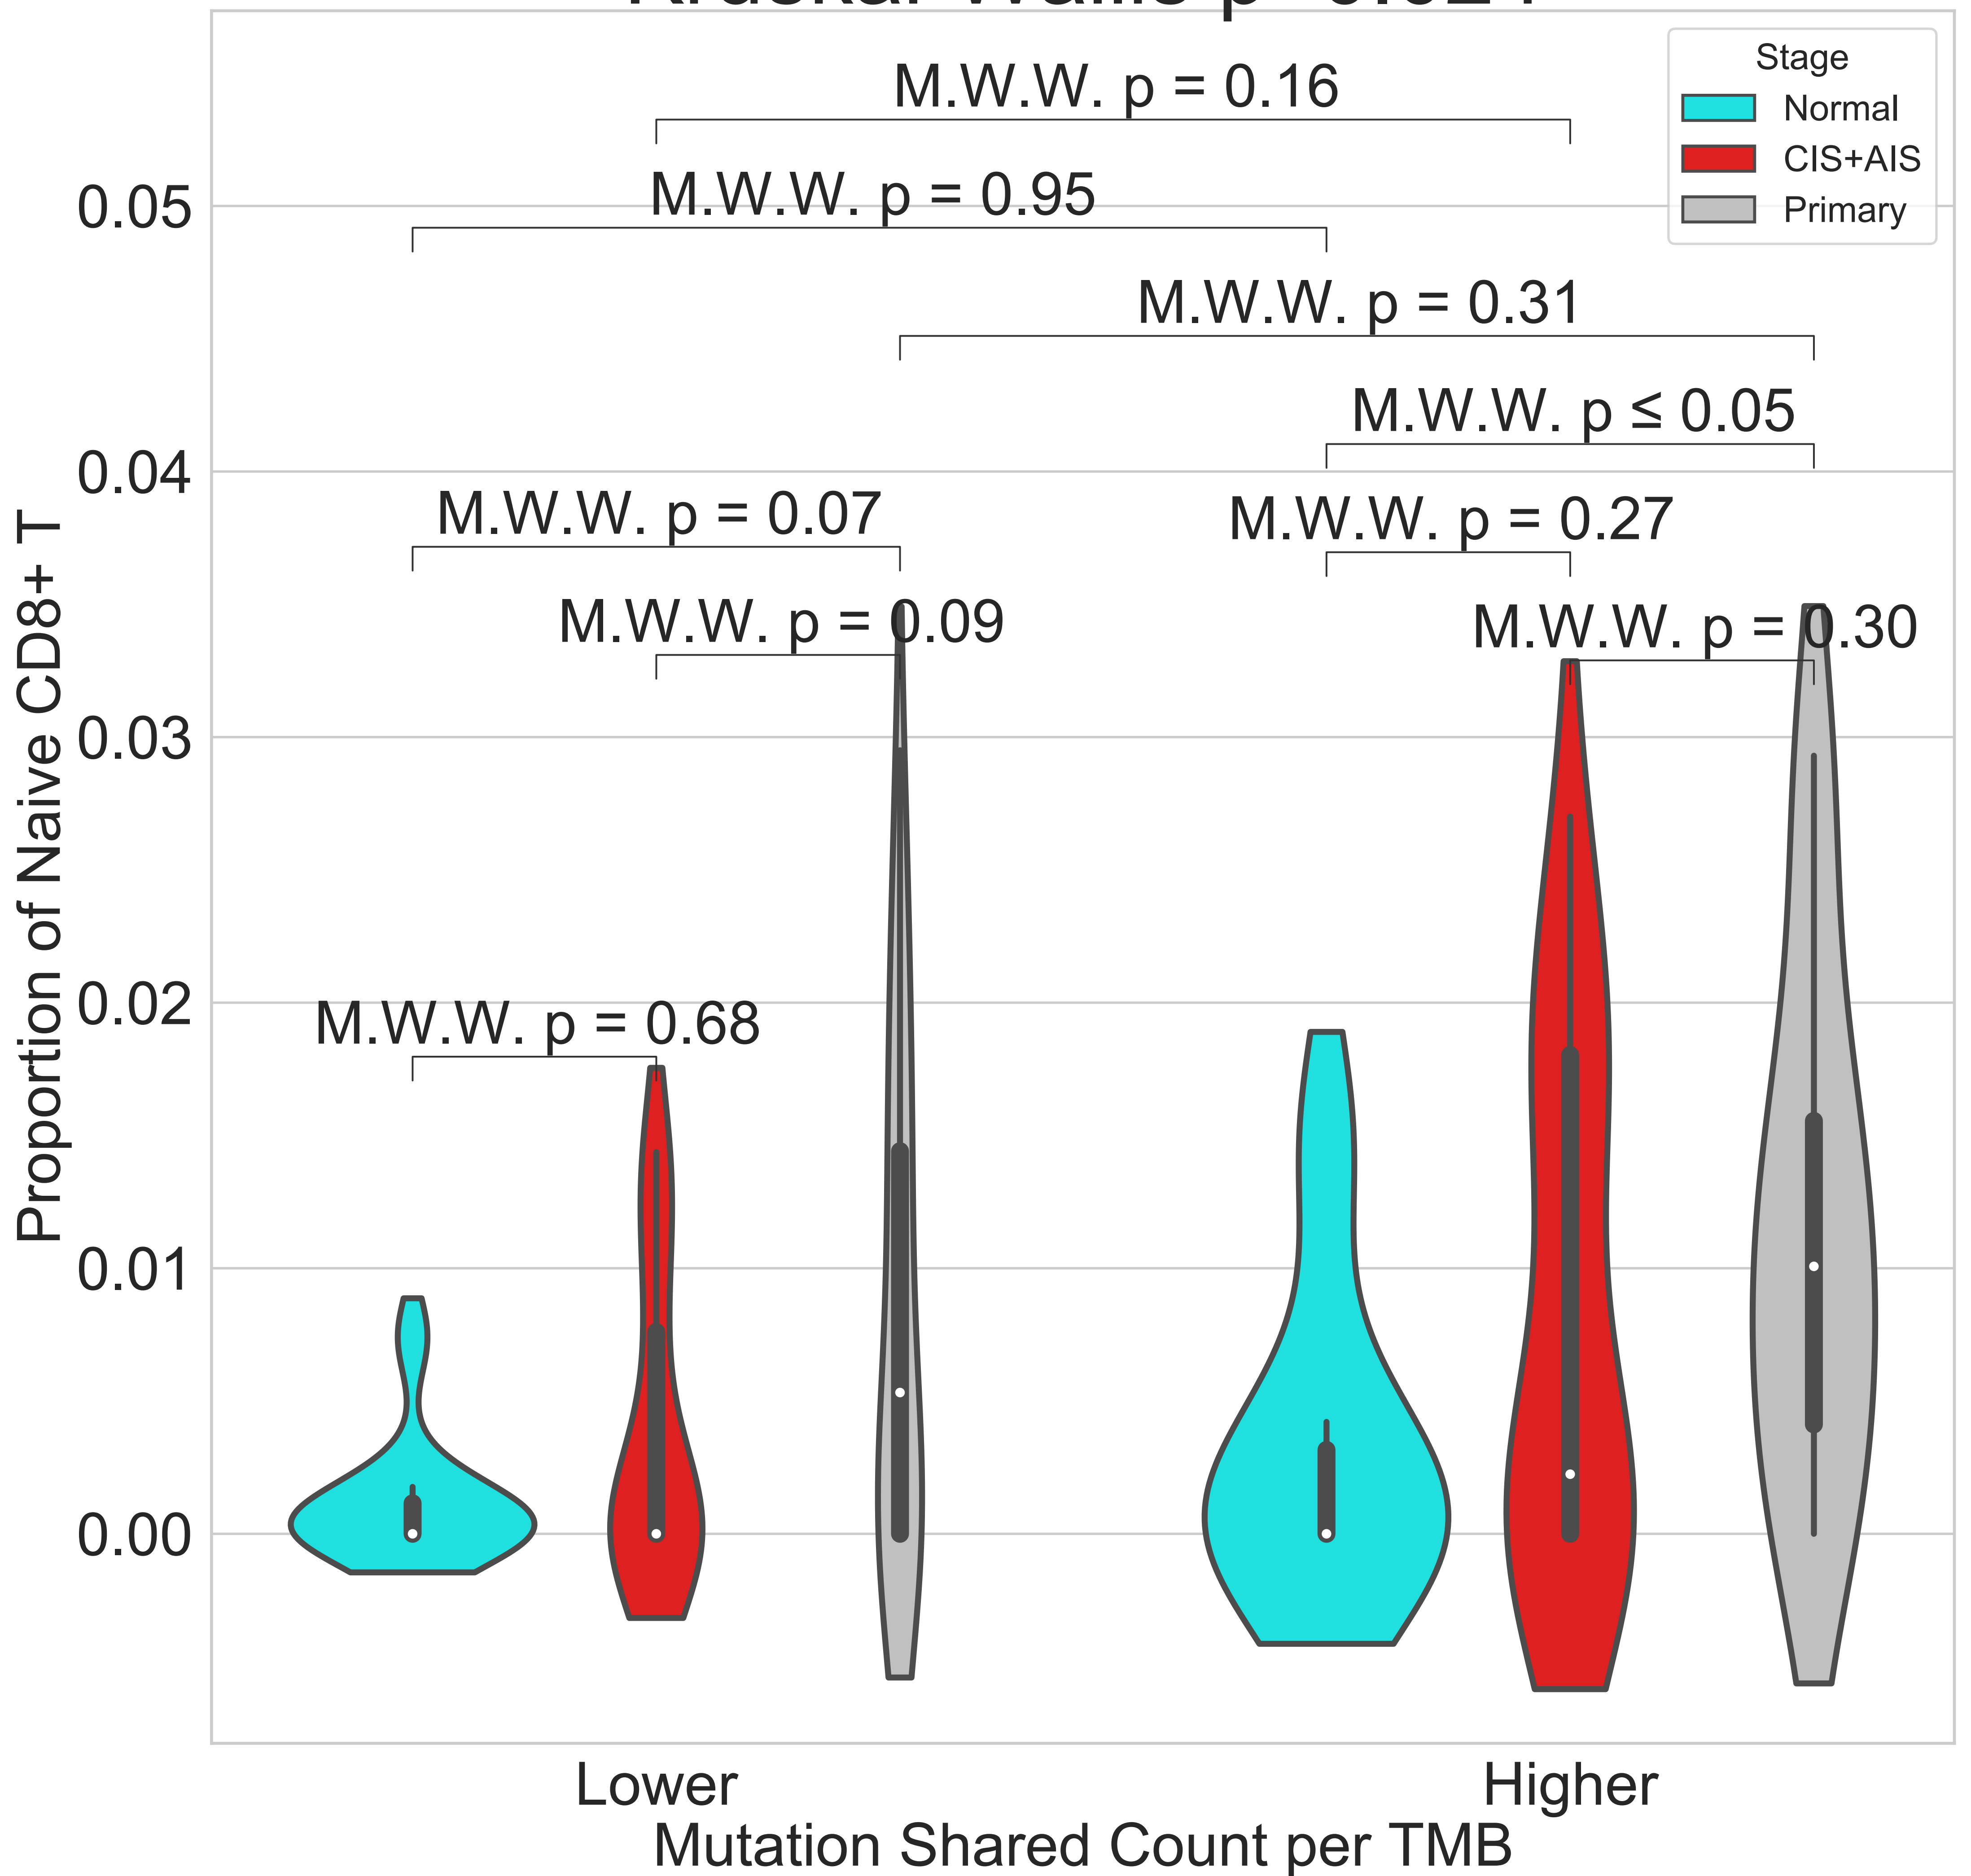 M.W.W. p = 0.16
Stage
Normal
CIS+AIS
Primary
M.W.W. p = 0.95
M.W.W. p = 0.31
M.W.W. p ≤ 0.05
M.W.W. p = 0.07
M.W.W. p = 0.27
M.W.W. p = 0.09
M.W.W. p = 0.30
M.W.W. p = 0.68
0.05
0.04
0.03
0.02
0.01
0.00
Proportion of Naive CD8+ T
Lower
Higher
Mutation Shared Count per TMB